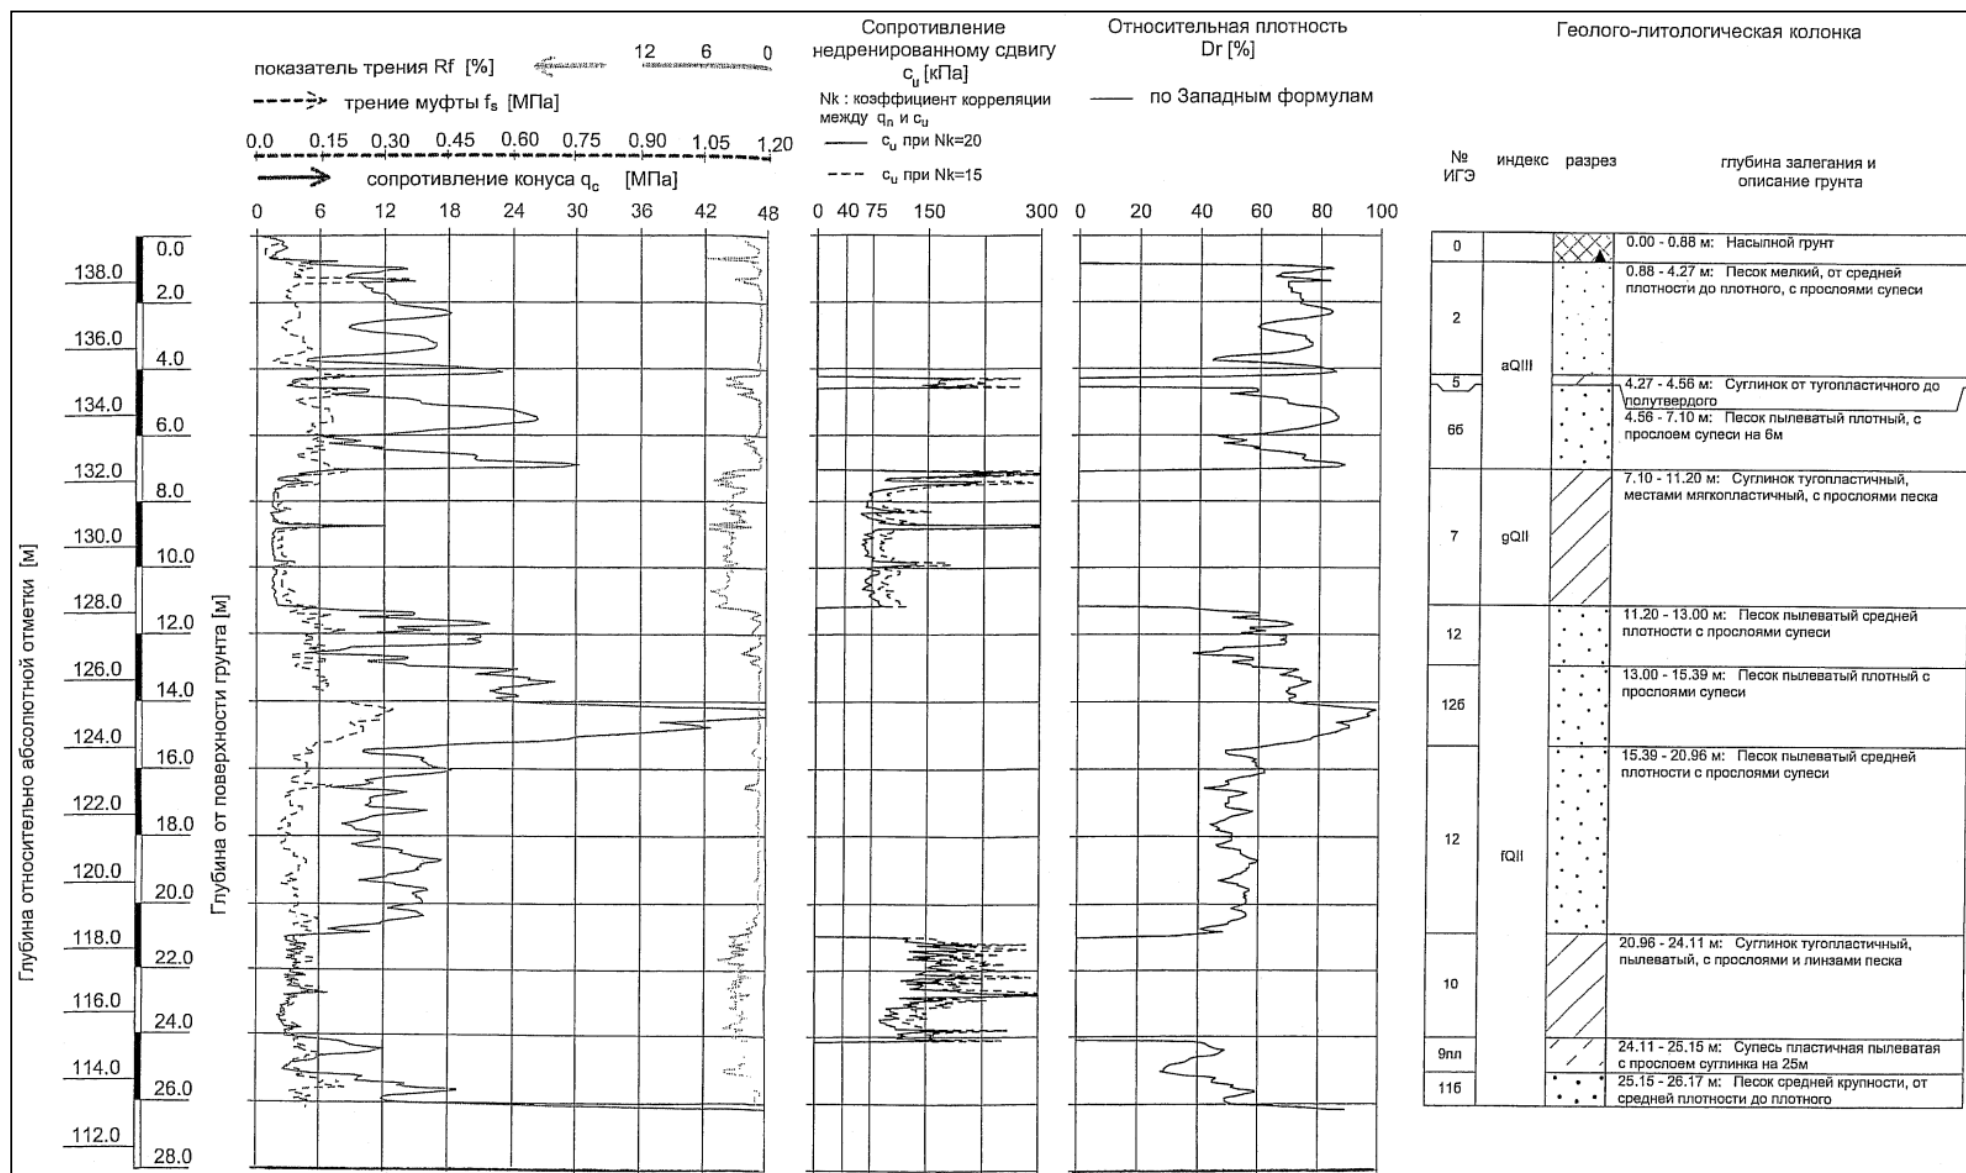 показатель трения Rf [%]
12 6 0
трение муфты fs [МПа]
0.0 0.15 0.30 0.45 0.60 0.75 0.90 1.05 1.20
сопротивление конуса qc [МПа]
0 6 12 18 24 30 36 42 48
Сопротивление
недренированному сдвигу
cu [кПа]
Nk : коэффициент корреляции
между qn и cu
cu при Nk=20
cu при Nk=15
0 40 75 150 300
Относительная плотность
Dr [%]
по Западным формулам
0 20 40 60 80 100
Геолого-литологическая колонка
№
ИГЭ
индекс
разрез
глубина залегания и
описание грунта
Глубина относительно абсолютной отметки [м]
138.0
136.0
134.0
132.0
130.0
128.0
126.0
124.0
122.0
120.0
118.0
116.0
114.0
112.0
Глубина от поверхности грунта [м]
0.0
2.0
4.0
6.0
8.0
10.0
12.0
14.0
16.0
18.0
20.0
22.0
24.0
26.0
28.0
0
0.00 - 0.88 м: Насыпной грунт
2
0.88 - 4.27 м: Песок мелкий, от средней
плотности до плотного, с прослоями супеси
aQIII
5
4.27 - 4.56 м: Суглинок от тугопластичного до
полутвердого
6б
4.56 - 7.10 м: Песок пылеватый плотный, с
прослоем супеси на 6м
7
gQII
7.10 - 11.20 м: Суглинок тугопластичный,
местами мягкопластичный, с прослоями песка
12
11.20 - 13.00 м: Песок пылеватый средней
плотности с прослоями супеси
12б
13.00 - 15.39 м: Песок пылеватый плотный с
прослоями супеси
12
fQII
15.39 - 20.96 м: Песок пылеватый средней
плотности с прослоями супеси
10
20.96 - 24.11 м: Суглинок тугопластичный,
пылеватый, с прослоями и линзами песка
9пл
24.11 - 25.15 м: Супесь пластичная пылеватая
с прослоем суглинка на 25м
11б
25.15 - 26.17 м: Песок средней крупности, от
средней плотности до плотного